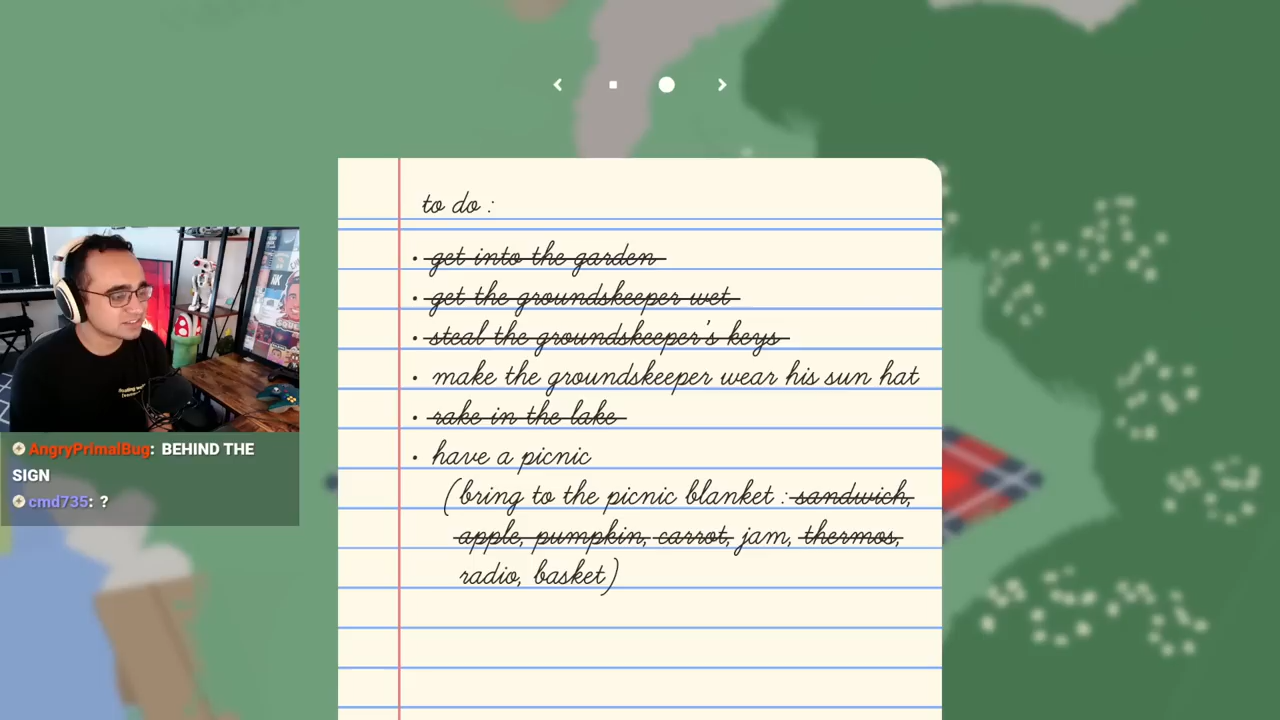 to do :
• get into the garden
• get the groundskeeper wet
• steal the groundskeeper's keys
• make the groundskeeper wear his sun hat
• rake in the lake
• have a picnic
(bring to the picnic blanket : sandwich,
apple, pumpkin, carrot, jam, thermos,
radio, basket)
AngryPrimalBug: BEHIND THE
SIGN
cmd735: ?